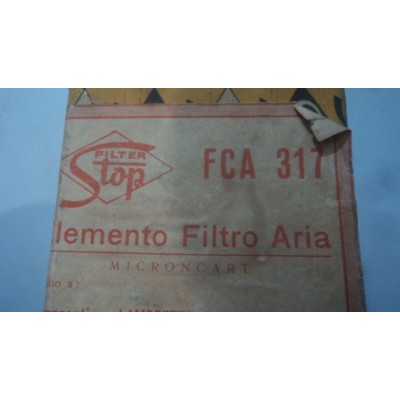 FILTER
Stop
FCA 317
lemento Filtro Aria
MICRONCART